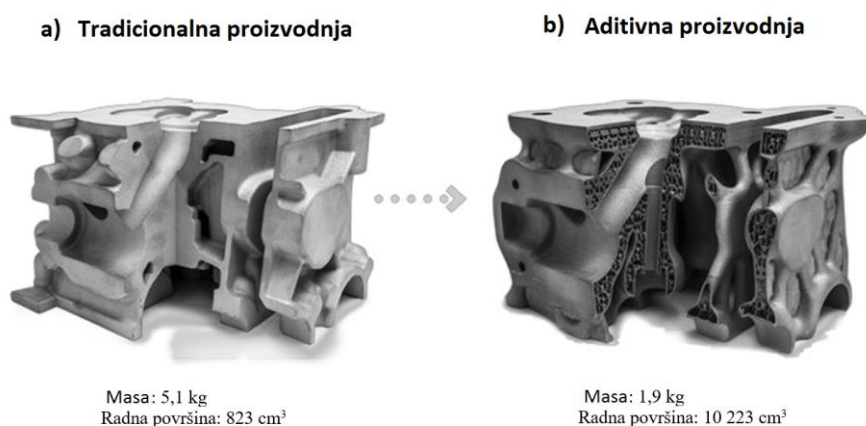 a) Tradicionalna proizvodnja
b) Aditivna proizvodnja
Masa: 5,1 kg
Radna površina: 823 cm³
Masa: 1,9 kg
Radna površina: 10 223 cm³